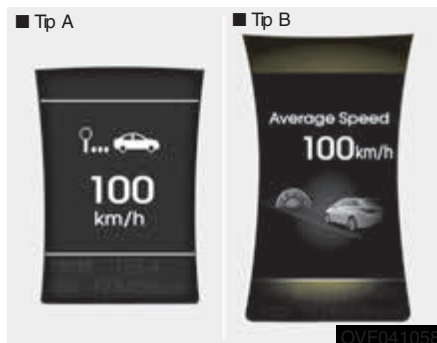 ■ Tip A
100
km/h
■ Tip B
Average Speed
100km/h
OVF041058